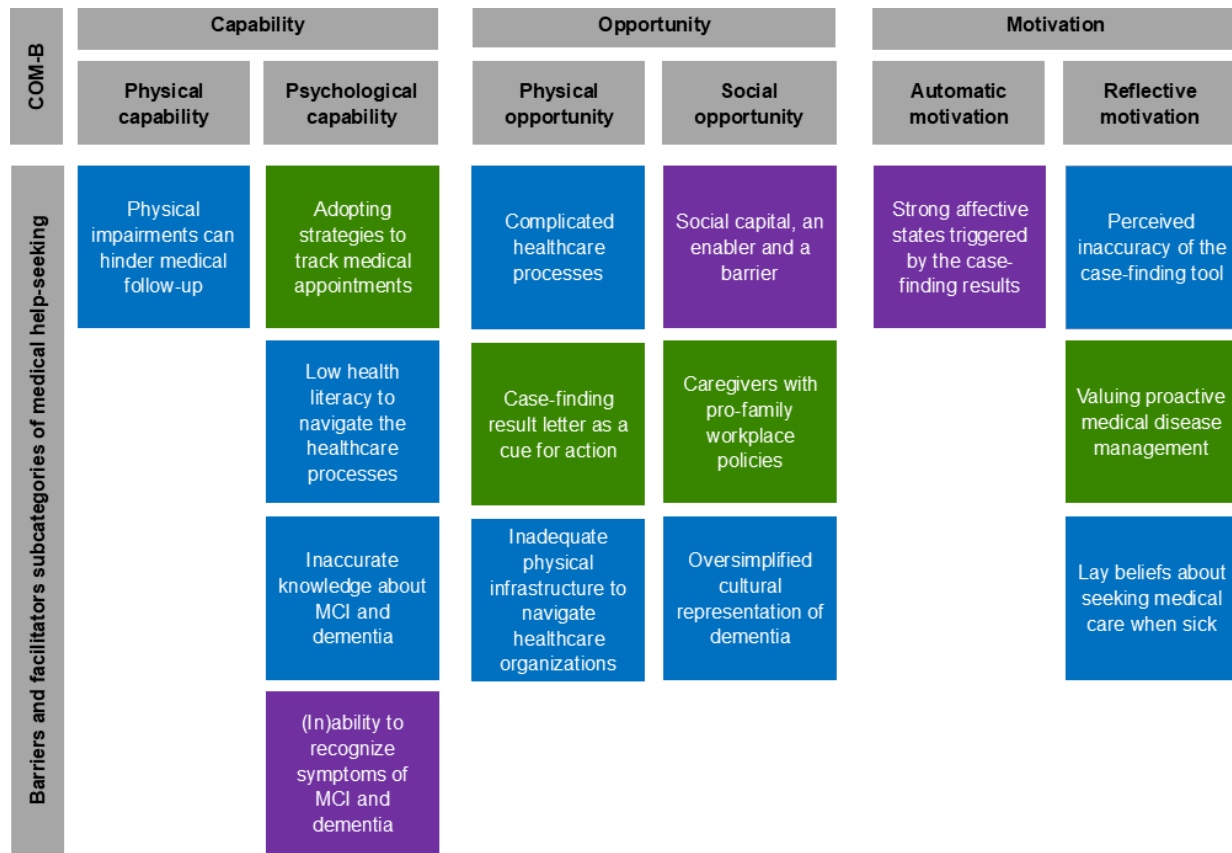 COM-B
Capability
Opportunity
Motivation
Physical
capability
Psychological
capability
Physical
opportunity
Social
opportunity
Automatic
motivation
Reflective
motivation
Barriers and facilitators subcategories of medical help-seeking
Physical
impairments can
hinder medical
follow-up
Adopting
strategies to
track medical
appointments
Complicated
healthcare
processes
Social capital, an
enabler and a
barrier
Strong affective
states triggered
by the case-
finding results
Perceived
inaccuracy of the
case-finding tool
Low health
literacy to
navigate the
healthcare
processes
Case-finding
result letter as a
cue for action
Caregivers with
pro-family
workplace
policies
Valuing proactive
medical disease
management
Inaccurate
knowledge about
MCI and
dementia
Inadequate
physical
infrastructure to
navigate
healthcare
organizations
Oversimplified
cultural
representation of
dementia
Lay beliefs about
seeking medical
care when sick
(In)ability to
recognize
symptoms of
MCI and
dementia